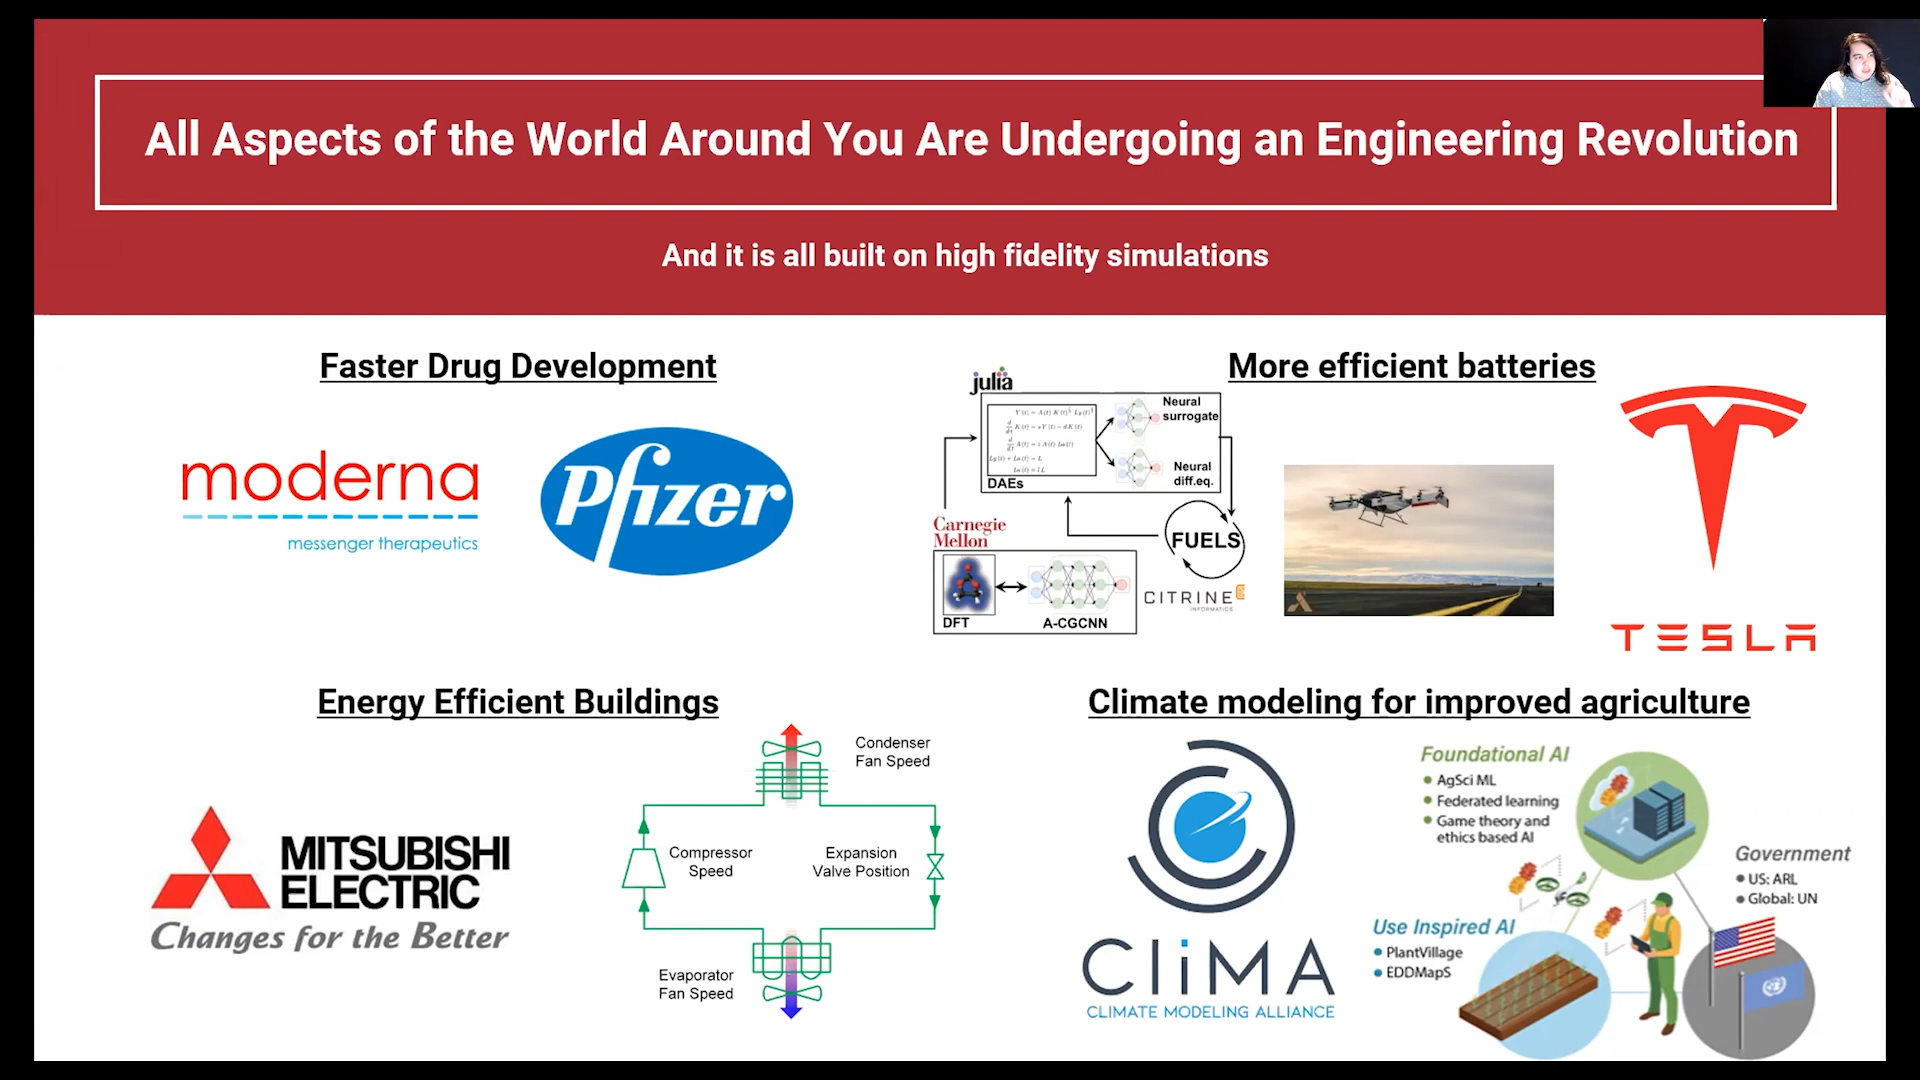 All Aspects of the World Around You Are Undergoing an Engineering Revolution
And it is all built on high fidelity simulations
Faster Drug Development
moderna
messenger therapeutics
Pfizer
More efficient batteries
julia
Neural
surrogate
Neural
diff.eq.
DAEs
Carnegie
Mellon
FUELS
CITRINE
INFORMATICS
DFT
A-CGCNN
TESLA
Energy Efficient Buildings
MITSUBISHI
ELECTRIC
Changes for the Better
Condenser
Fan Speed
Compressor
Speed
Expansion
Valve Position
Evaporator
Fan Speed
Climate modeling for improved agriculture
CliMA
CLIMATE MODELING ALLIANCE
Foundational AI
AgSci ML
Federated learning
Game theory and
ethics based AI
Government
US: ARL
Global: UN
Use Inspired AI
PlantVillage
EDDMapS